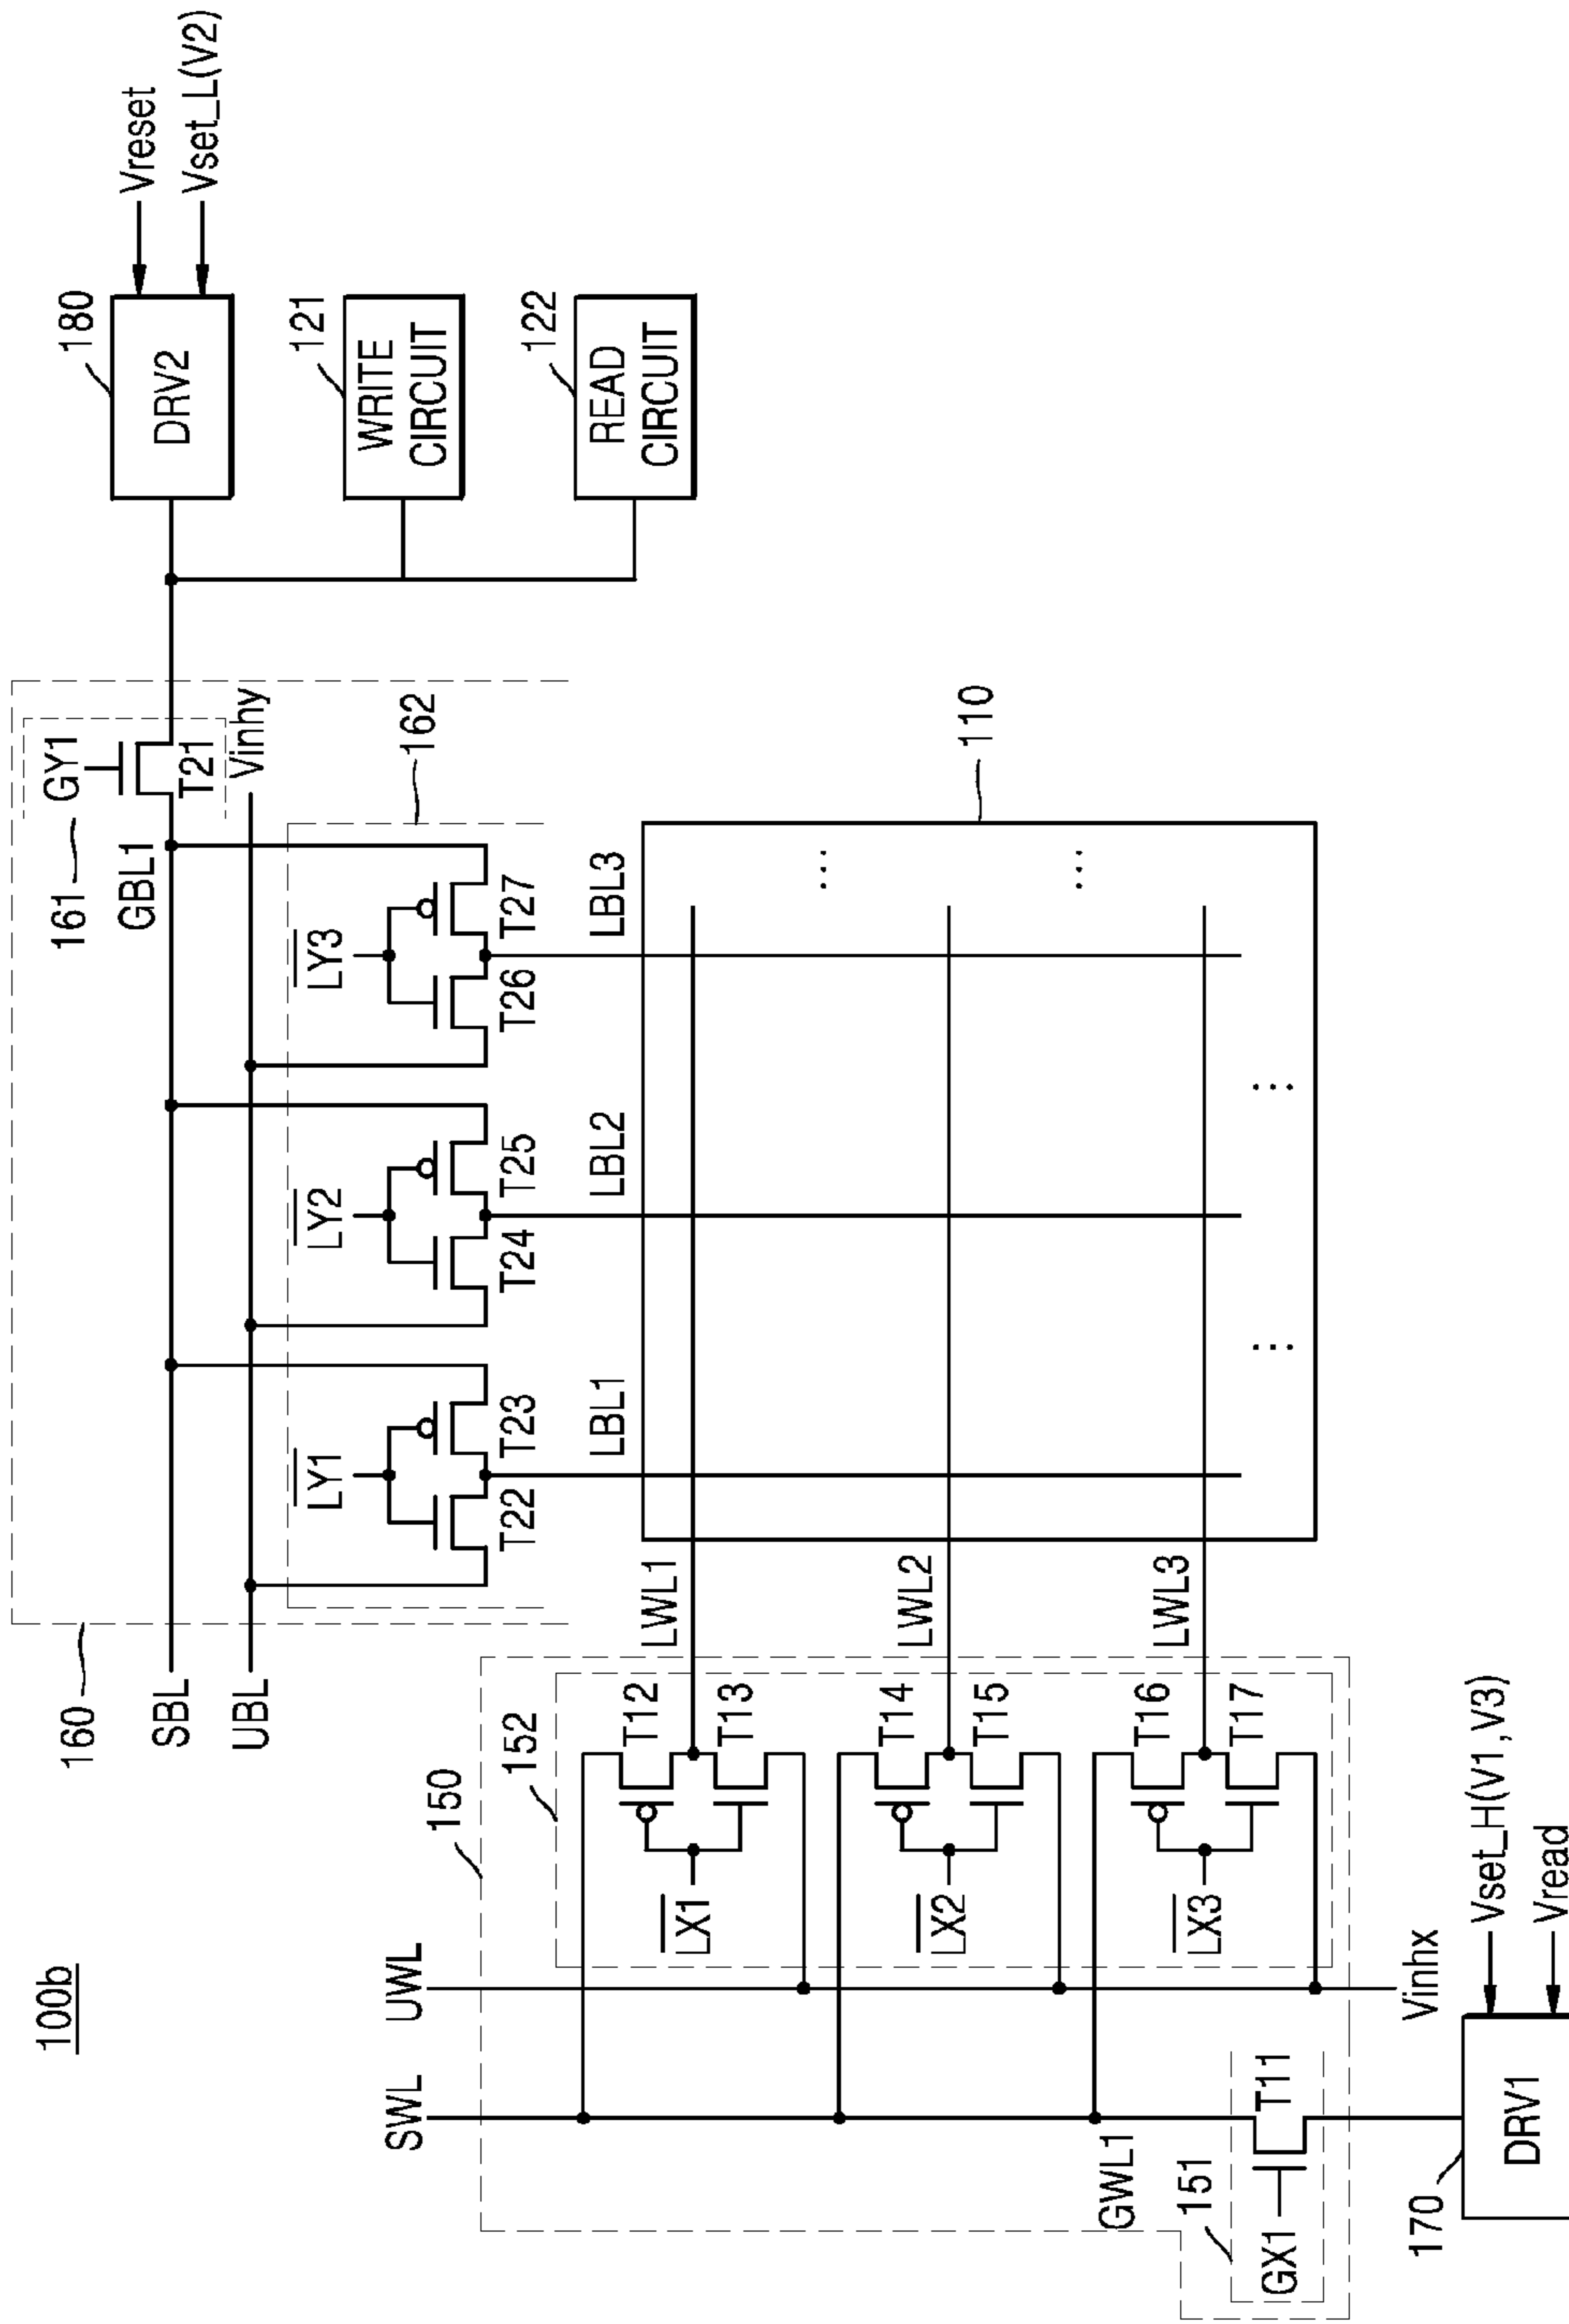 100b
160
SBL
UBL
161
GY1
GBL1
T21
Vinhy
180
DRV2
Vreset
Vset_L(V2)
121
WRITE
CIRCUIT
122
READ
CIRCUIT
162
LY1
LY2
LY3
T22
T23
T24
T25
T26
T27
LBL1
LBL2
LBL3
110
...
...
...
...
SWL
UWL
150
152
LX1
T12
T13
LWL1
LX2
T14
T15
LWL2
LX3
T16
T17
LWL3
GWL1
151
GX1
T11
Vinhx
170
DRV1
Vset_H(V1,V3)
Vread